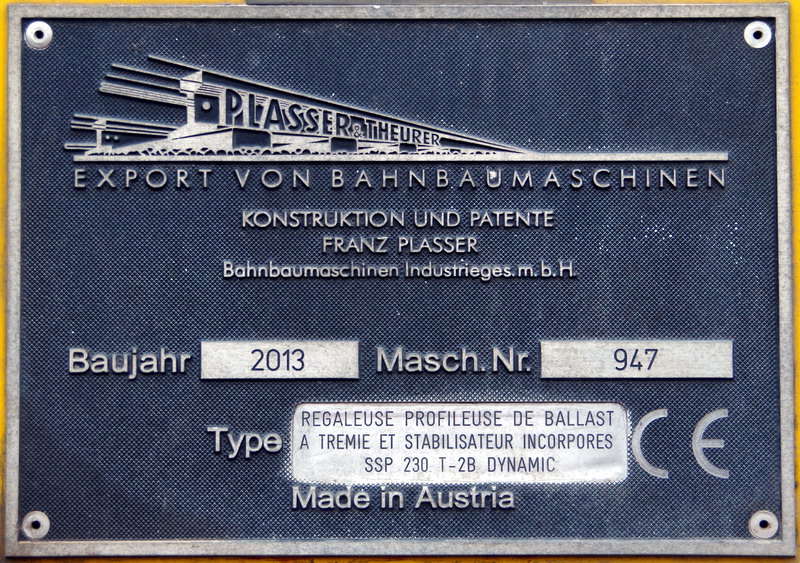 PLASSER & THEURER
EXPORT VON BAHNBAUMASCHINEN
KONSTRUKTION UND PATENTE
FRANZ PLASSER
Bahnbaumaschinen Industrieges.m.b.H.
Baujahr 2013 Masch.Nr. 947
Type REGALEUSE PROFILEUSE DE BALLAST
A TREMIE ET STABILISATEUR INCORPORES
SSP 230 T-2B DYNAMIC
CE
Made in Austria